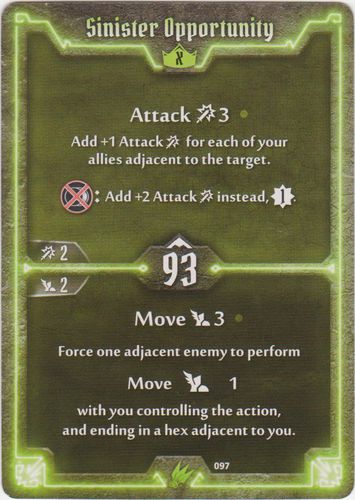 Sinister Opportunity
X
Attack 3
Add +1 Attack for each of your
allies adjacent to the target.
: Add +2 Attack instead, 1.
2
93
2
Move 3
Force one adjacent enemy to perform
Move 1
with you controlling the action,
and ending in a hex adjacent to you.
097